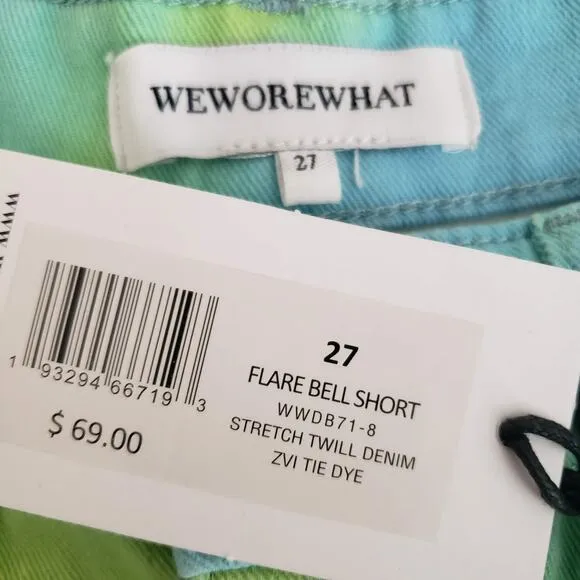 WEWOREWHAT
27
27
FLARE BELL SHORT
WWDB71-8
STRETCH TWILL DENIM
ZVI TIE DYE
1 93294 66719 3
$ 69.00